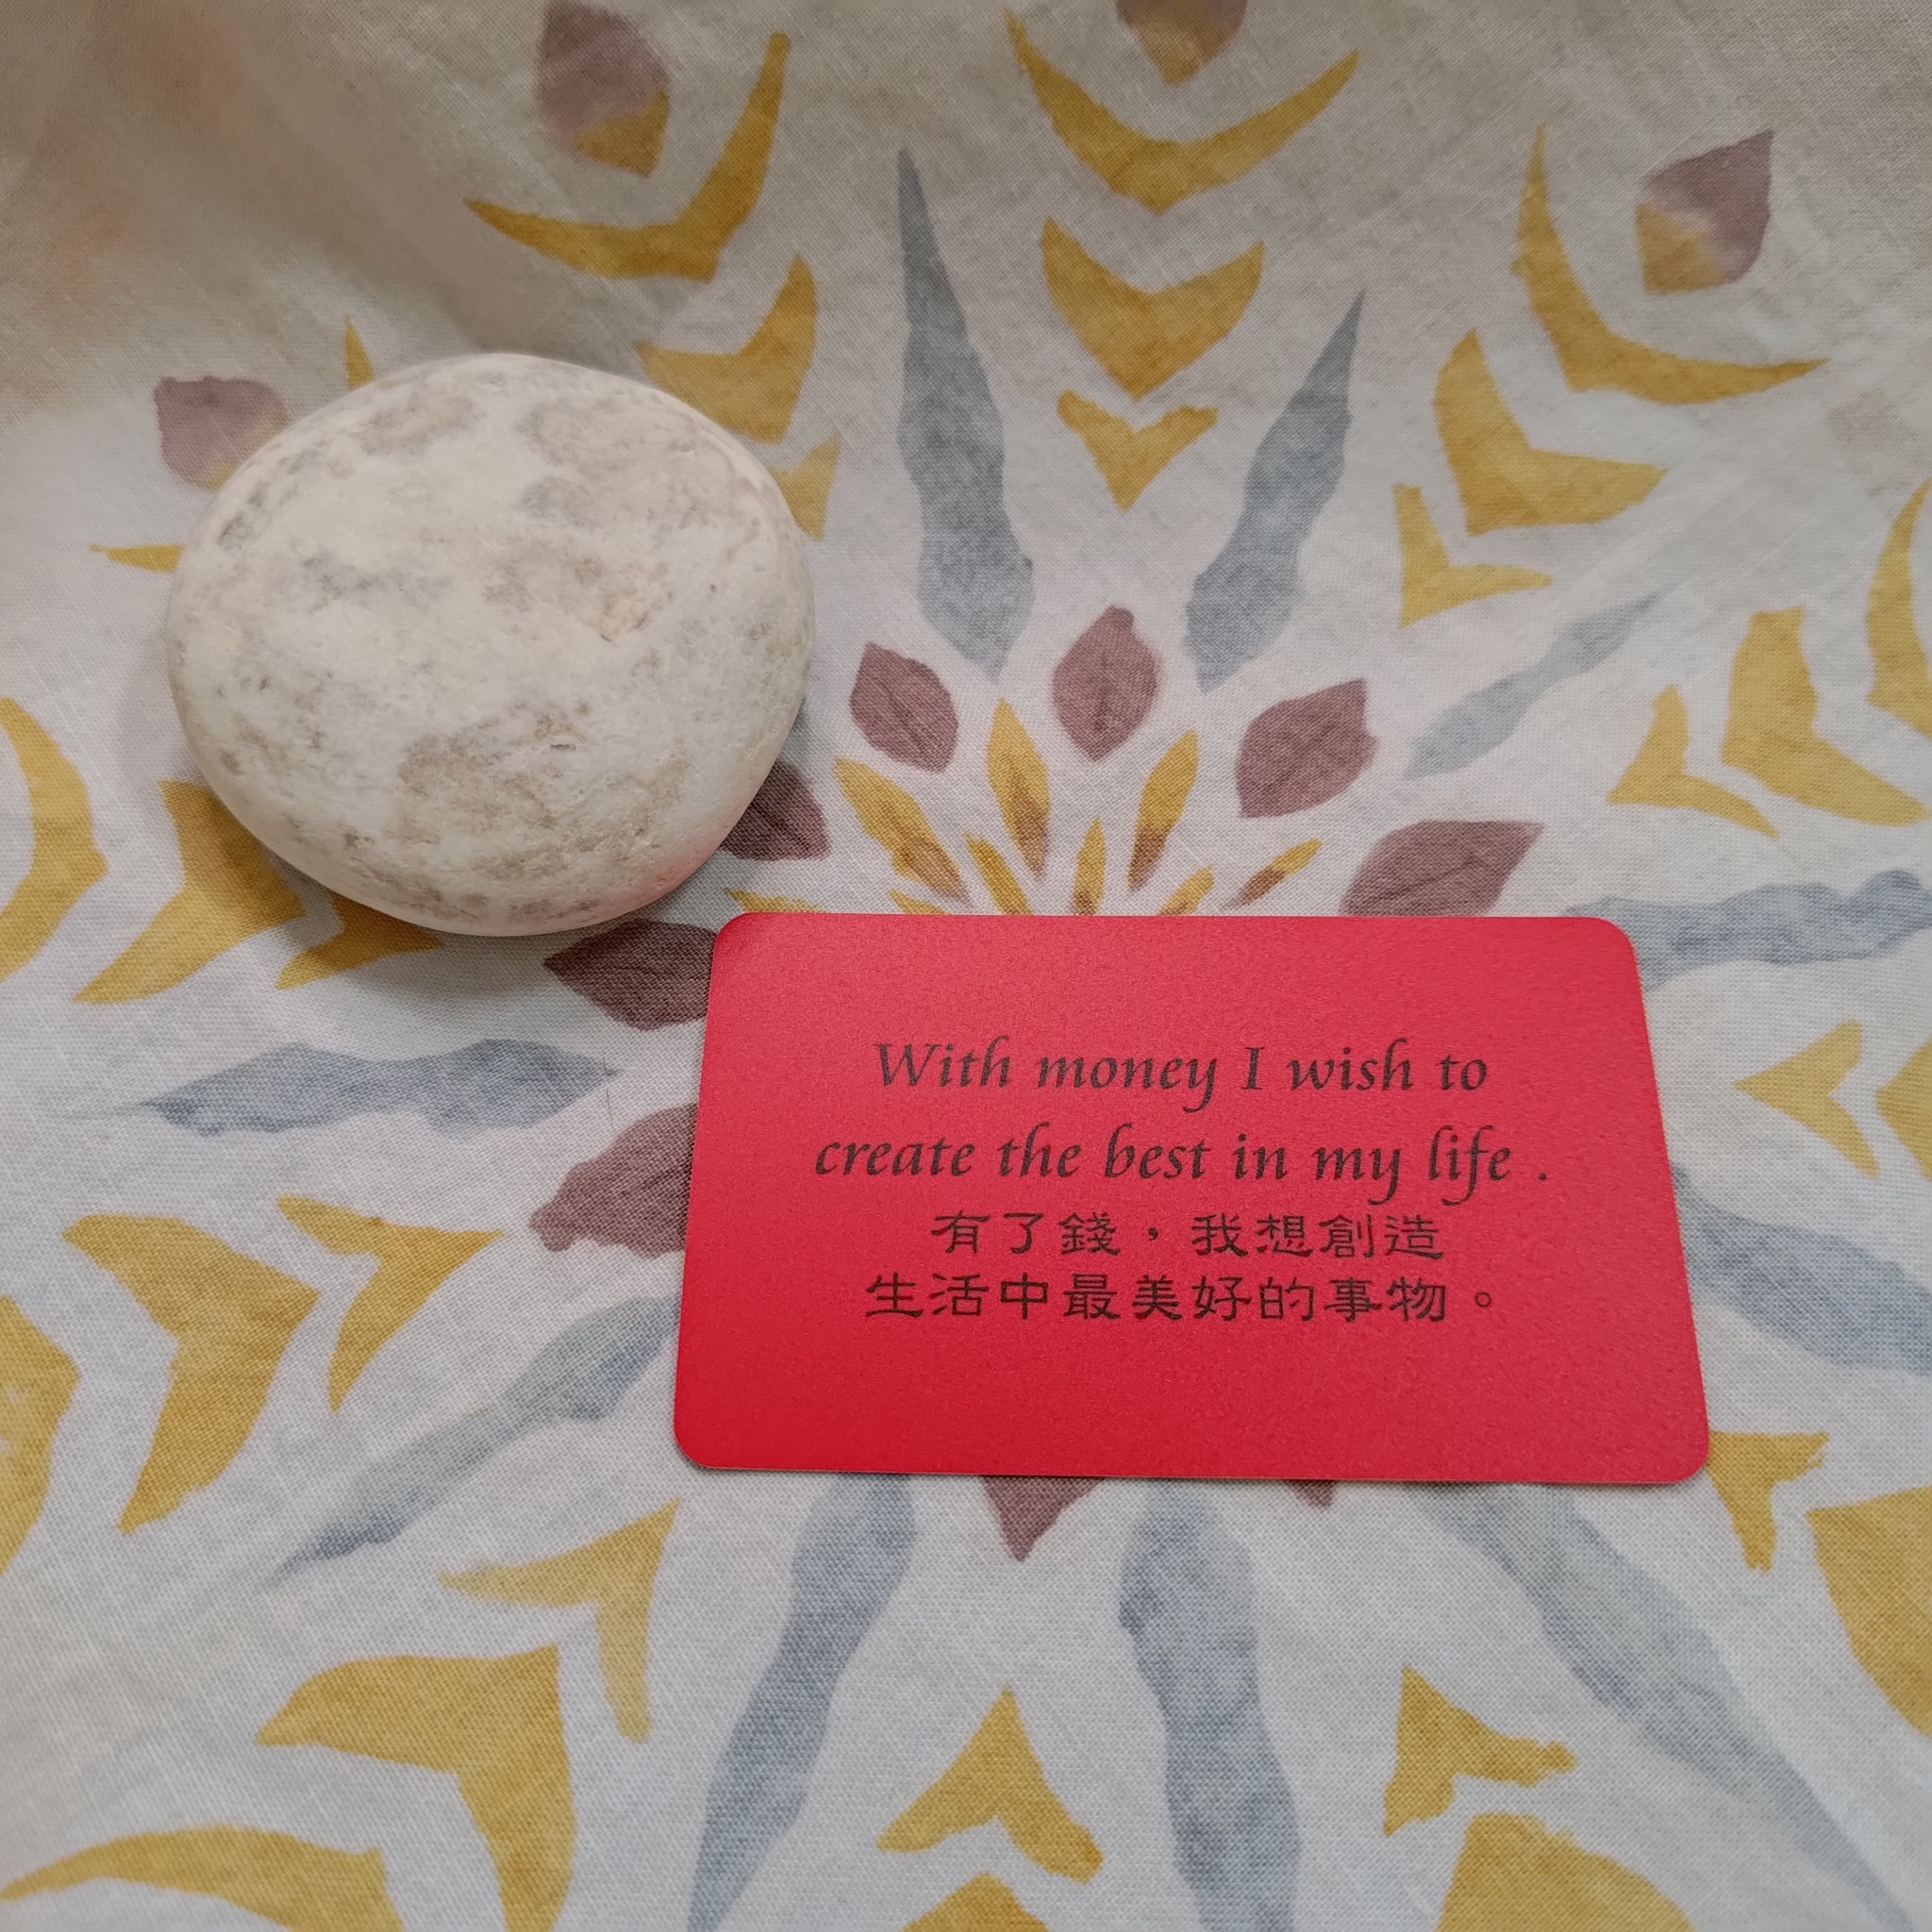 With money I wish to
create the best in my life .
有了錢，我想創造
生活中最美好的事物。